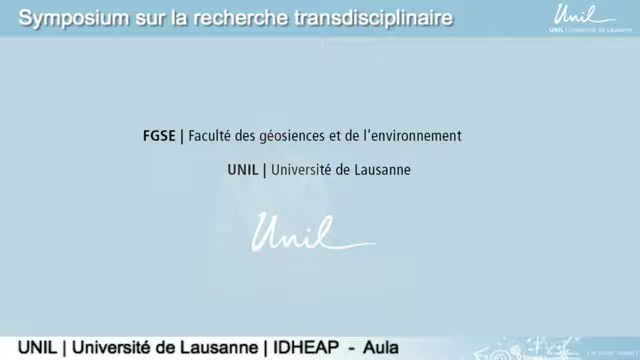 Symposium sur la recherche transdisciplinaire
Unil
UNIL | Université de Lausanne
FGSE | Faculté des géosiences et de l'environnement
UNIL | Université de Lausanne
Unil
UNIL | Université de Lausanne | IDHEAP - Aula